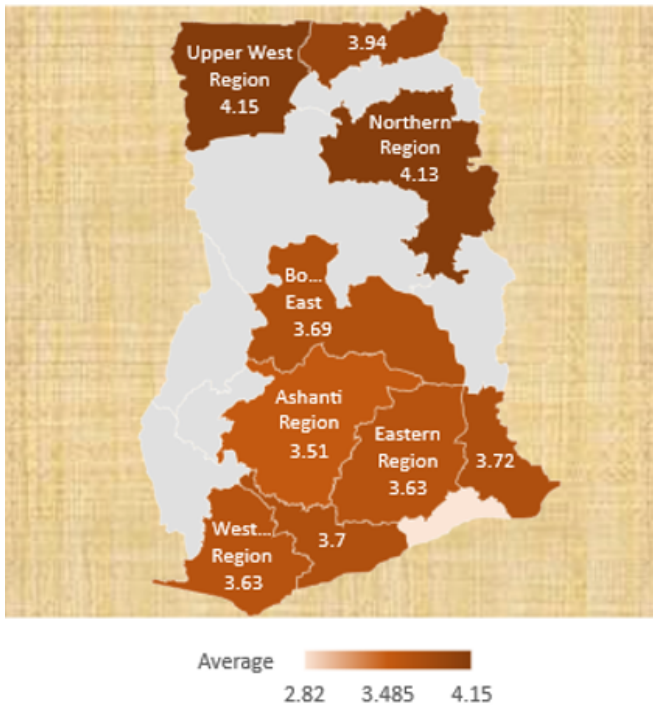 3.94
Upper West
Region
4.15
Northern
Region
4.13
Bo...
East
3.69
Ashanti
Region
3.51
Eastern
Region
3.63
3.72
West...
Region
3.63
3.7
Average
2.82 3.485 4.15